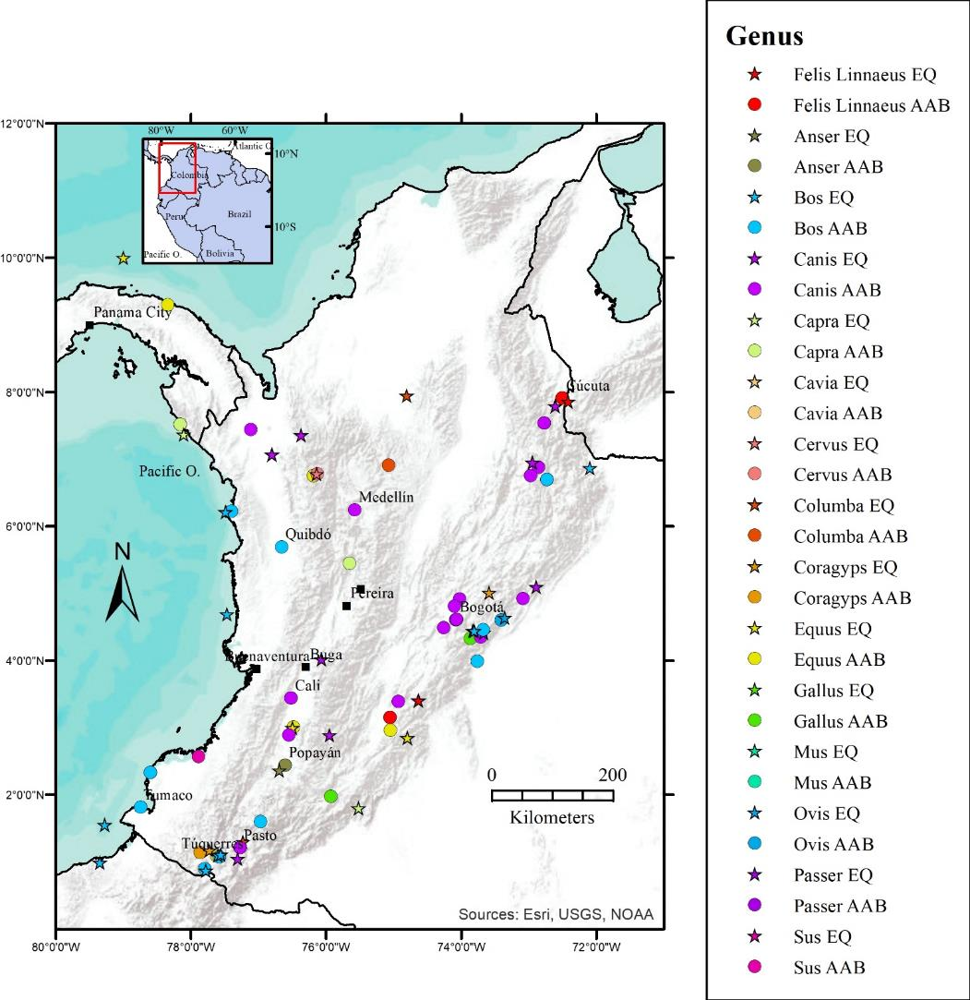 Genus
Felis Linnaeus EQ
Felis Linnaeus AAB
Anser EQ
Anser AAB
Bos EQ
Bos AAB
Canis EQ
Canis AAB
Capra EQ
Capra AAB
Cavia EQ
Cavia AAB
Cervus EQ
Cervus AAB
Columba EQ
Columba AAB
Coragyps EQ
Coragyps AAB
Equus EQ
Equus AAB
Gallus EQ
Gallus AAB
Mus EQ
Mus AAB
Ovis EQ
Ovis AAB
Passer EQ
Passer AAB
Sus EQ
Sus AAB
12°0'0"N
10°0'0"N
8°0'0"N
6°0'0"N
4°0'0"N
2°0'0"N
80°0'0"W 78°0'0"W 76°0'0"W 74°0'0"W 72°0'0"W
80°W 60°W
Atlantic O.
10°N
Colombia
Peru Brazil
10°S
Pacific O. Bolivia
Panama City
Cúcuta
Pacific O.
Medellín
Quibdó
N
Pereira
Bogotá
Buenaventura Buga
Cali
Popayán
0 200
Kilometers
Tumaco
Túquerres Pasto
Sources: Esri, USGS, NOAA